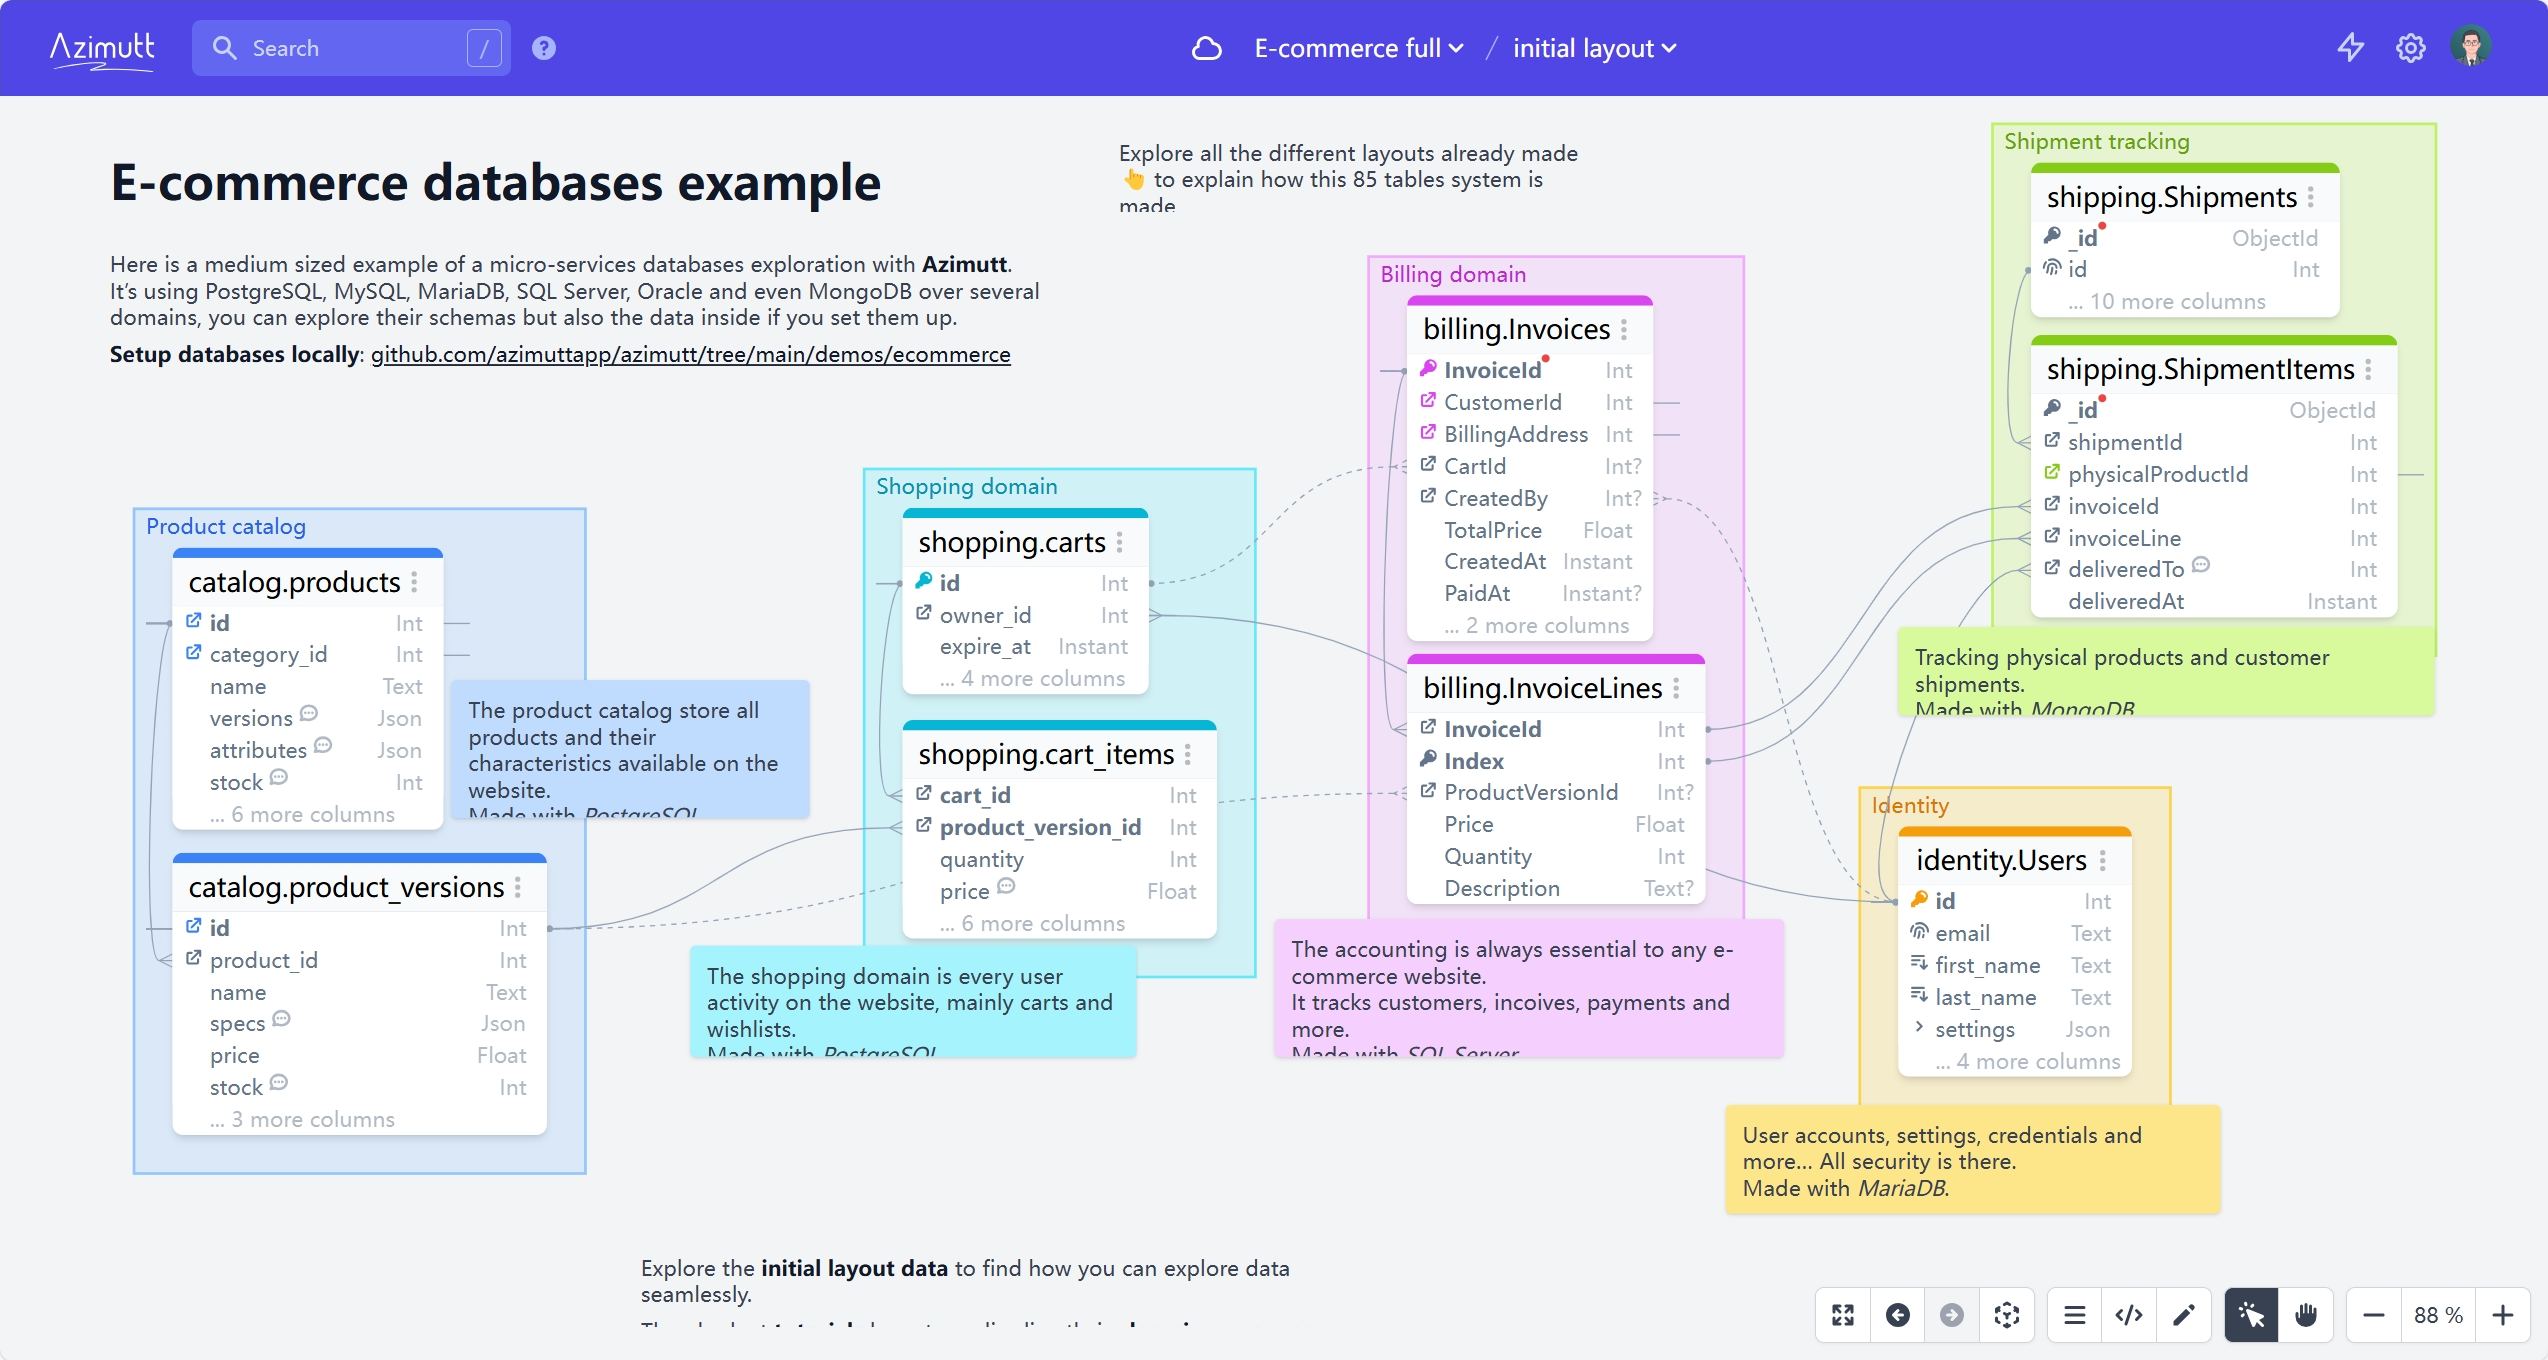 Azimutt
Search
/
?
E-commerce full
/
initial layout
E-commerce databases example
Here is a medium sized example of a micro-services databases exploration with Azimutt.
It's using PostgreSQL, MySQL, MariaDB, SQL Server, Oracle and even MongoDB over several
domains, you can explore their schemas but also the data inside if you set them up.
Setup databases locally: github.com/azimuttapp/azimutt/tree/main/demos/ecommerce
Explore all the different layouts already made
👆 to explain how this 85 tables system is
made
Product catalog
catalog.products
id Int
category_id Int
name Text
versions Json
attributes Json
stock Int
... 6 more columns
The product catalog store all
products and their
characteristics available on the
website.
Made with PostgreSQL
catalog.product_versions
id Int
product_id Int
name Text
specs Json
price Float
stock Int
... 3 more columns
Shopping domain
shopping.carts
id Int
owner_id Int
expire_at Instant
... 4 more columns
shopping.cart_items
cart_id Int
product_version_id Int
quantity Int
price Float
... 6 more columns
The shopping domain is every user
activity on the website, mainly carts and
wishlists.
Made with PostgreSQL
Billing domain
billing.Invoices
InvoiceId Int
CustomerId Int
BillingAddress Int
CartId Int?
CreatedBy Int?
TotalPrice Float
CreatedAt Instant
PaidAt Instant?
... 2 more columns
billing.InvoiceLines
InvoiceId Int
Index Int
ProductVersionId Int?
Price Float
Quantity Int
Description Text?
The accounting is always essential to any e-
commerce website.
It tracks customers, incoives, payments and
more.
Made with SQL Server
Shipment tracking
shipping.Shipments
_id ObjectId
id Int
... 10 more columns
shipping.ShipmentItems
_id ObjectId
shipmentId Int
physicalProductId Int
invoiceId Int
invoiceLine Int
deliveredTo Int
deliveredAt Instant
Tracking physical products and customer
shipments.
Made with MongoDB
Identity
identity.Users
id Int
email Text
first_name Text
last_name Text
settings Json
... 4 more columns
User accounts, settings, credentials and
more... All security is there.
Made with MariaDB.
Explore the initial layout data to find how you can explore data
seamlessly.
88 %